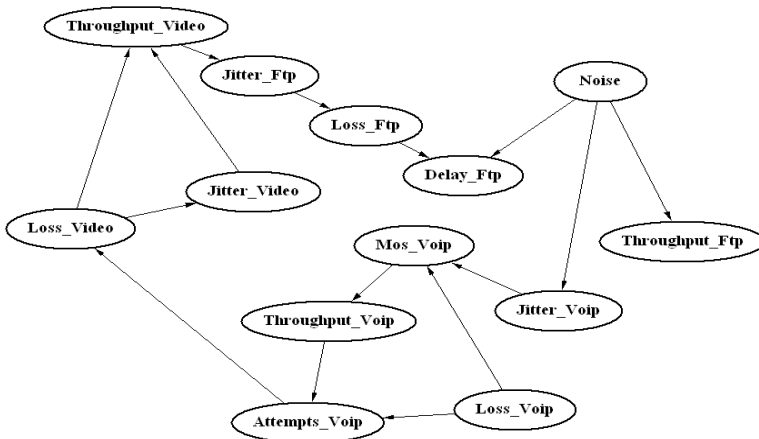 Throughput_Video
Jitter_Ftp
Noise
Loss_Ftp
Delay_Ftp
Jitter_Video
Loss_Video
Mos_Voip
Throughput_Ftp
Jitter_Voip
Throughput_Voip
Loss_Voip
Attempts_Voip